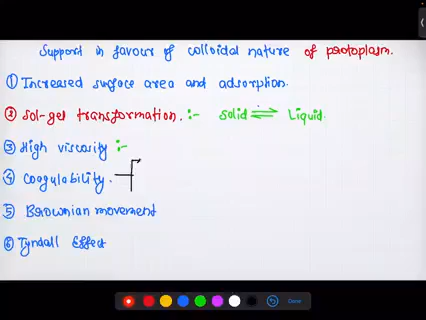 Support in favour of colloidal nature of protoplasm.
① Increased surface area and adsorption.
② Sol-gel transformation. :- Solid ⇌ Liquid.
③ High viscosity :-
④ Coagulability.
⑤ Brownian movement
⑥ Tyndall Effect
Done